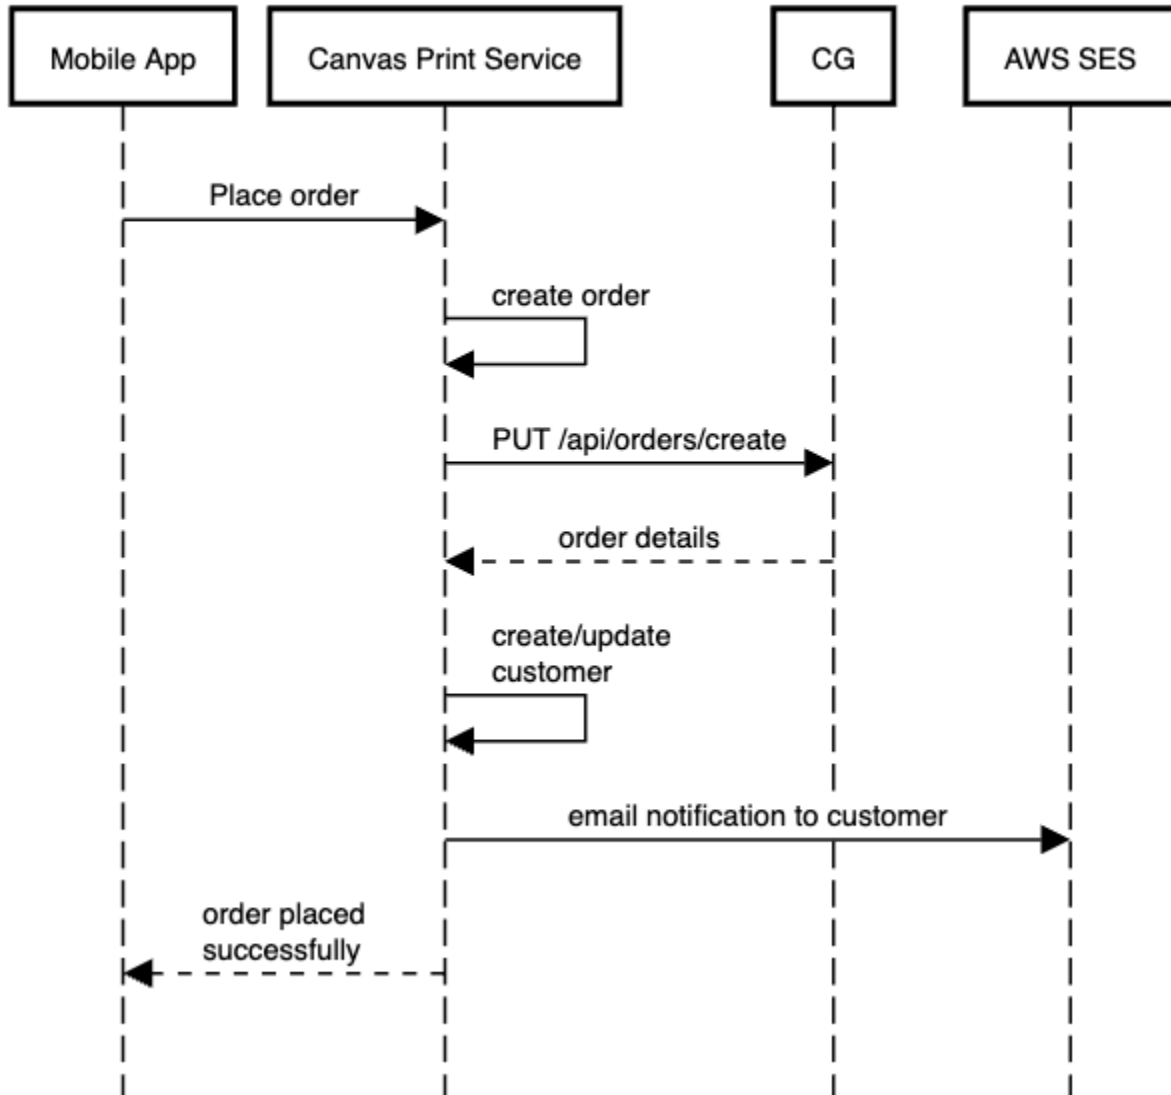 Mobile App
Canvas Print Service
CG
AWS SES
Place order
create order
PUT /api/orders/create
order details
create/update
customer
email notification to customer
order placed
successfully